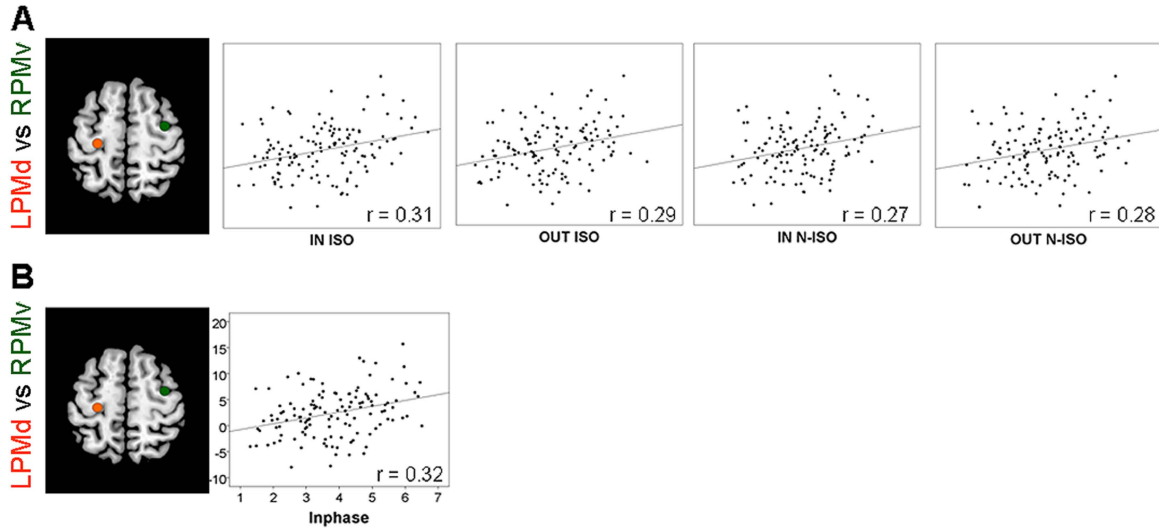 A
LPMd vs RPMv
r = 0.31
r = 0.29
r = 0.27
r = 0.28
IN ISO
OUT ISO
IN N-ISO
OUT N-ISO
B
LPMd vs RPMv
20
15
10
5
0
-5
-10
r = 0.32
1 2 3 4 5 6 7
Inphase